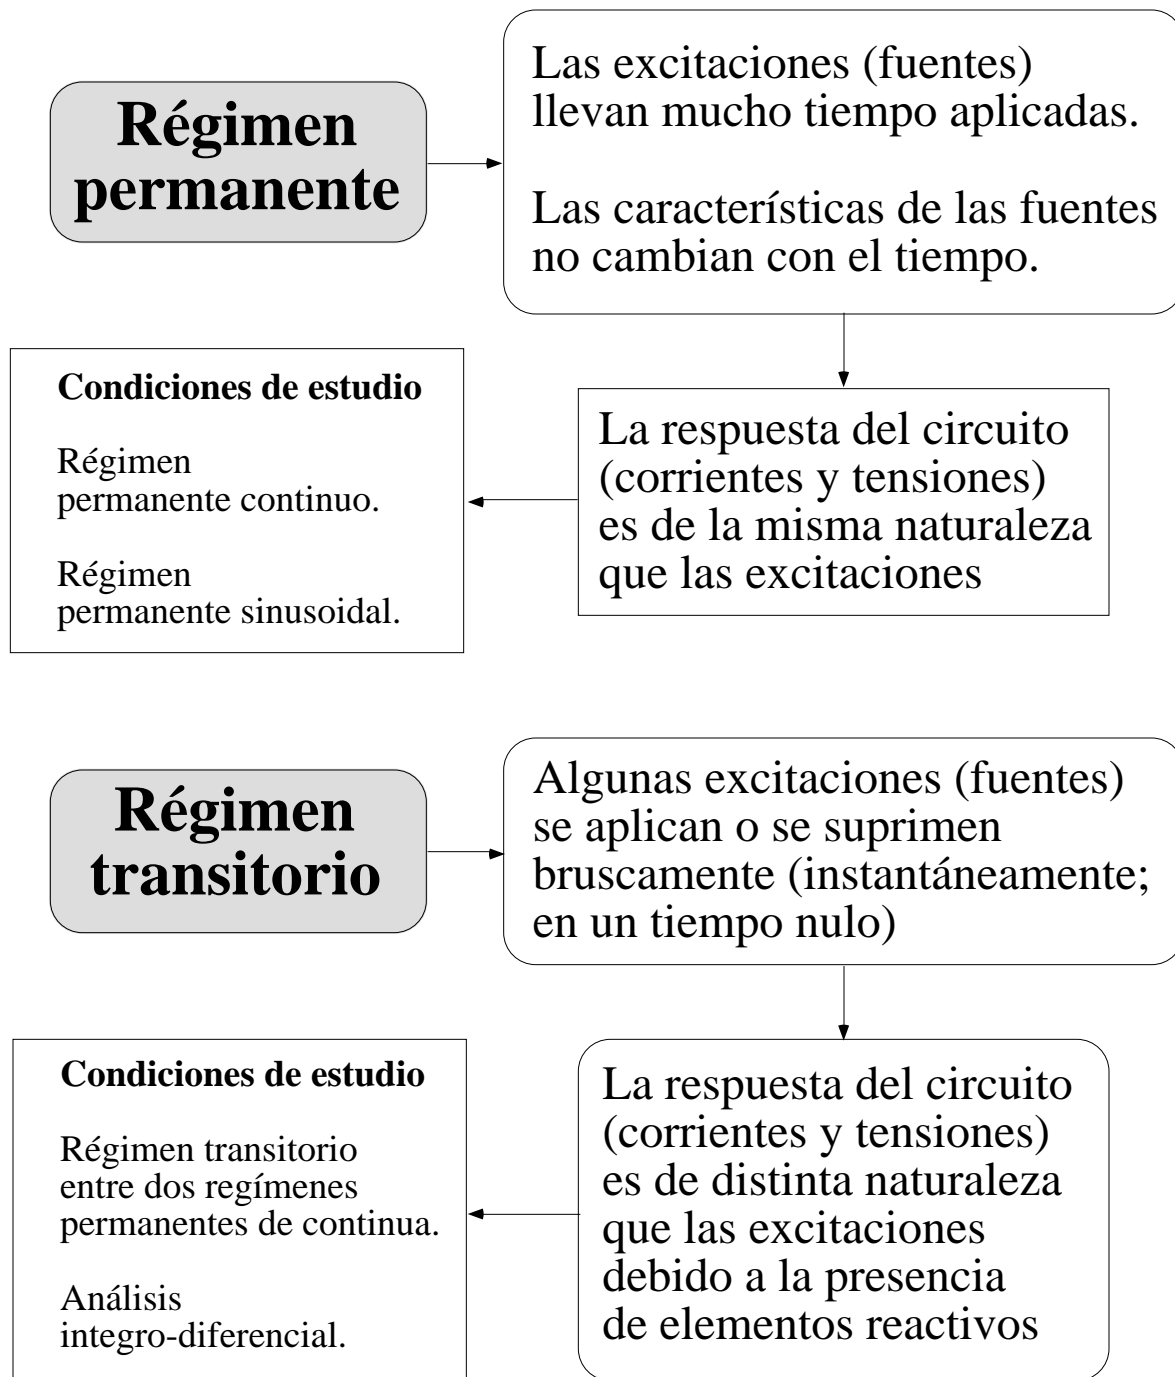 Régimen
permanente
Las excitaciones (fuentes)
llevan mucho tiempo aplicadas.
Las características de las fuentes
no cambian con el tiempo.
La respuesta del circuito
(corrientes y tensiones)
es de la misma naturaleza
que las excitaciones
Condiciones de estudio
Régimen
permanente continuo.
Régimen
permanente sinusoidal.
Régimen
transitorio
Algunas excitaciones (fuentes)
se aplican o se suprimen
bruscamente (instantáneamente;
en un tiempo nulo)
La respuesta del circuito
(corrientes y tensiones)
es de distinta naturaleza
que las excitaciones
debido a la presencia
de elementos reactivos
Condiciones de estudio
Régimen transitorio
entre dos regímenes
permanentes de continua.
Análisis
integro-diferencial.